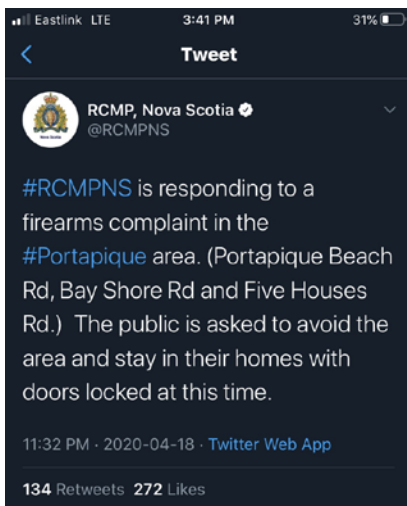 Eastlink LTE 3:41 PM 31%
Tweet
RCMP, Nova Scotia
@RCMPNS
#RCMPNS is responding to a
firearms complaint in the
#Portapique area. (Portapique Beach
Rd, Bay Shore Rd and Five Houses
Rd.)  The public is asked to avoid the
area and stay in their homes with
doors locked at this time.
11:32 PM · 2020-04-18 · Twitter Web App
134 Retweets 272 Likes